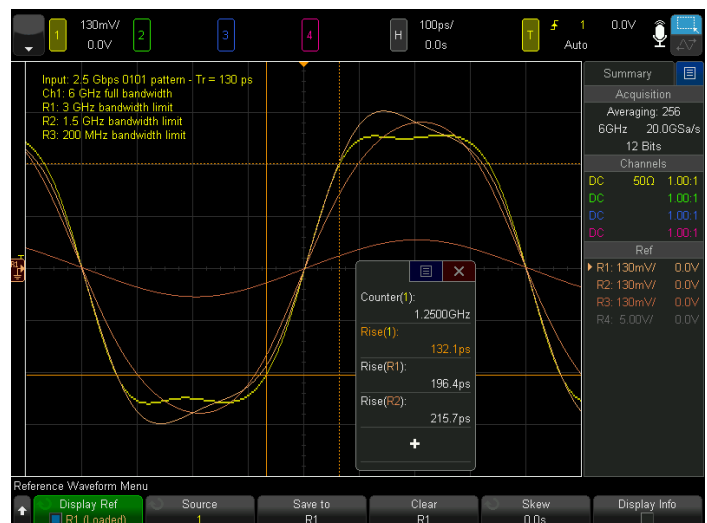 1 130mV/ 0.0V 2 3 4 H 100ps/ 0.0s T 1 0.0V Auto
Input: 2.5 Gbps 0101 pattern - Tr = 130 ps
Ch1: 6 GHz full bandwidth
R1: 3 GHz bandwidth limit
R2: 1.5 GHz bandwidth limit
R3: 200 MHz bandwidth limit
T
R1
Counter(1):
1.2500GHz
Rise(1):
132.1ps
Rise(R1):
196.4ps
Rise(R2):
215.7ps
Summary
Acquisition
Averaging: 256
6GHz 20.0GSa/s
12 Bits
Channels
DC 50Ω 1.00:1
DC 1.00:1
DC 1.00:1
DC 1.00:1
Ref
R1: 130mV/ 0.0V
R2: 130mV/ 0.0V
R3: 130mV/ 0.0V
R4: 5.00V/ 0.0V
Reference Waveform Menu
Display Ref
R1 (Loaded)
Source
1
Save to
R1
Clear
R1
Skew
0.0s
Display Info